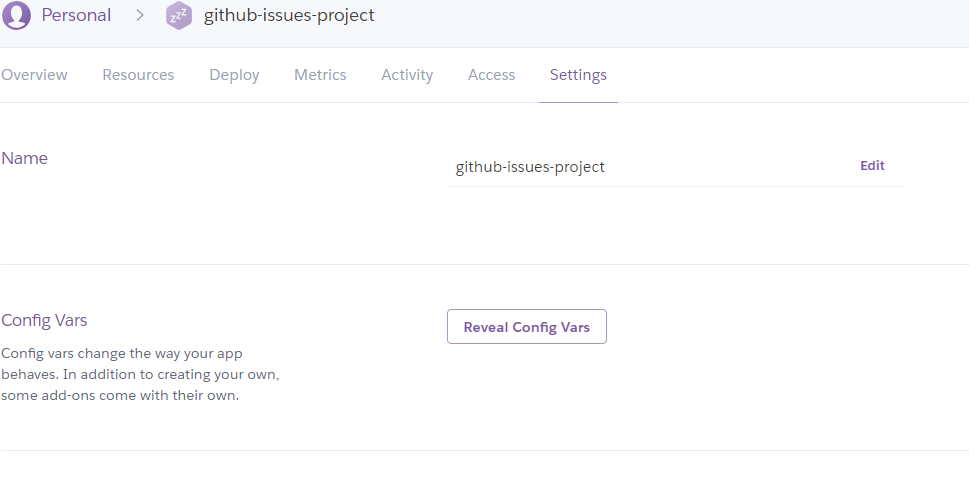 Personal > github-issues-project
Overview Resources Deploy Metrics Activity Access Settings
Name
github-issues-project Edit
Config Vars
Reveal Config Vars
Config vars change the way your app
behaves. In addition to creating your own,
some add-ons come with their own.